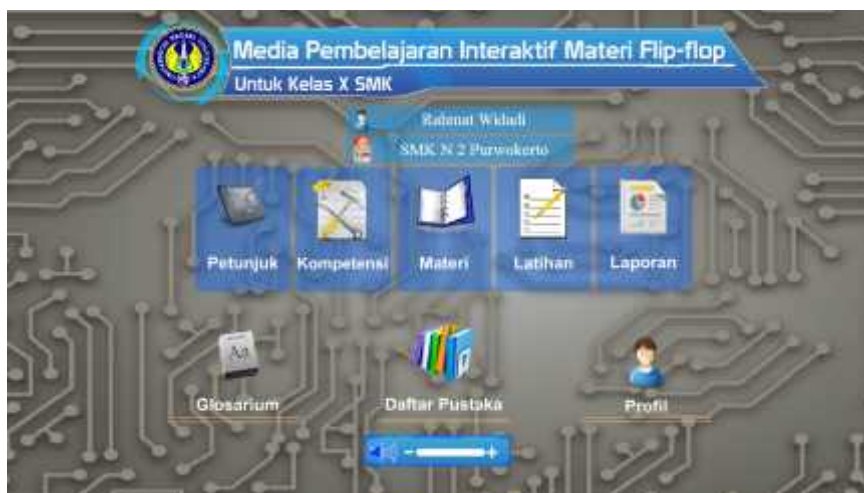 Media Pembelajaran Interaktif Materi Flip-flop
Untuk Kelas X SMK
Rahmat Widadi
SMK N 2 Purwokerto
Petunjuk
Kompetensi
Materi
Latihan
Laporan
Glosarium
Daftar Pustaka
Profil